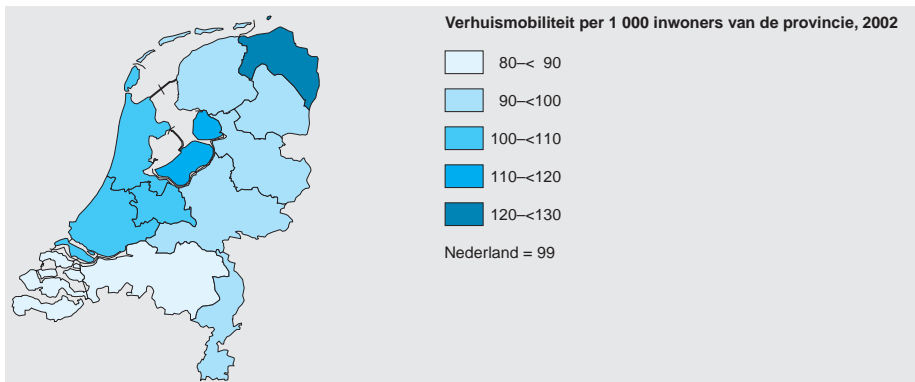 Verhuismobiliteit per 1 000 inwoners van de provincie, 2002
80–< 90
90–<100
100–<110
110–<120
120–<130
Nederland = 99